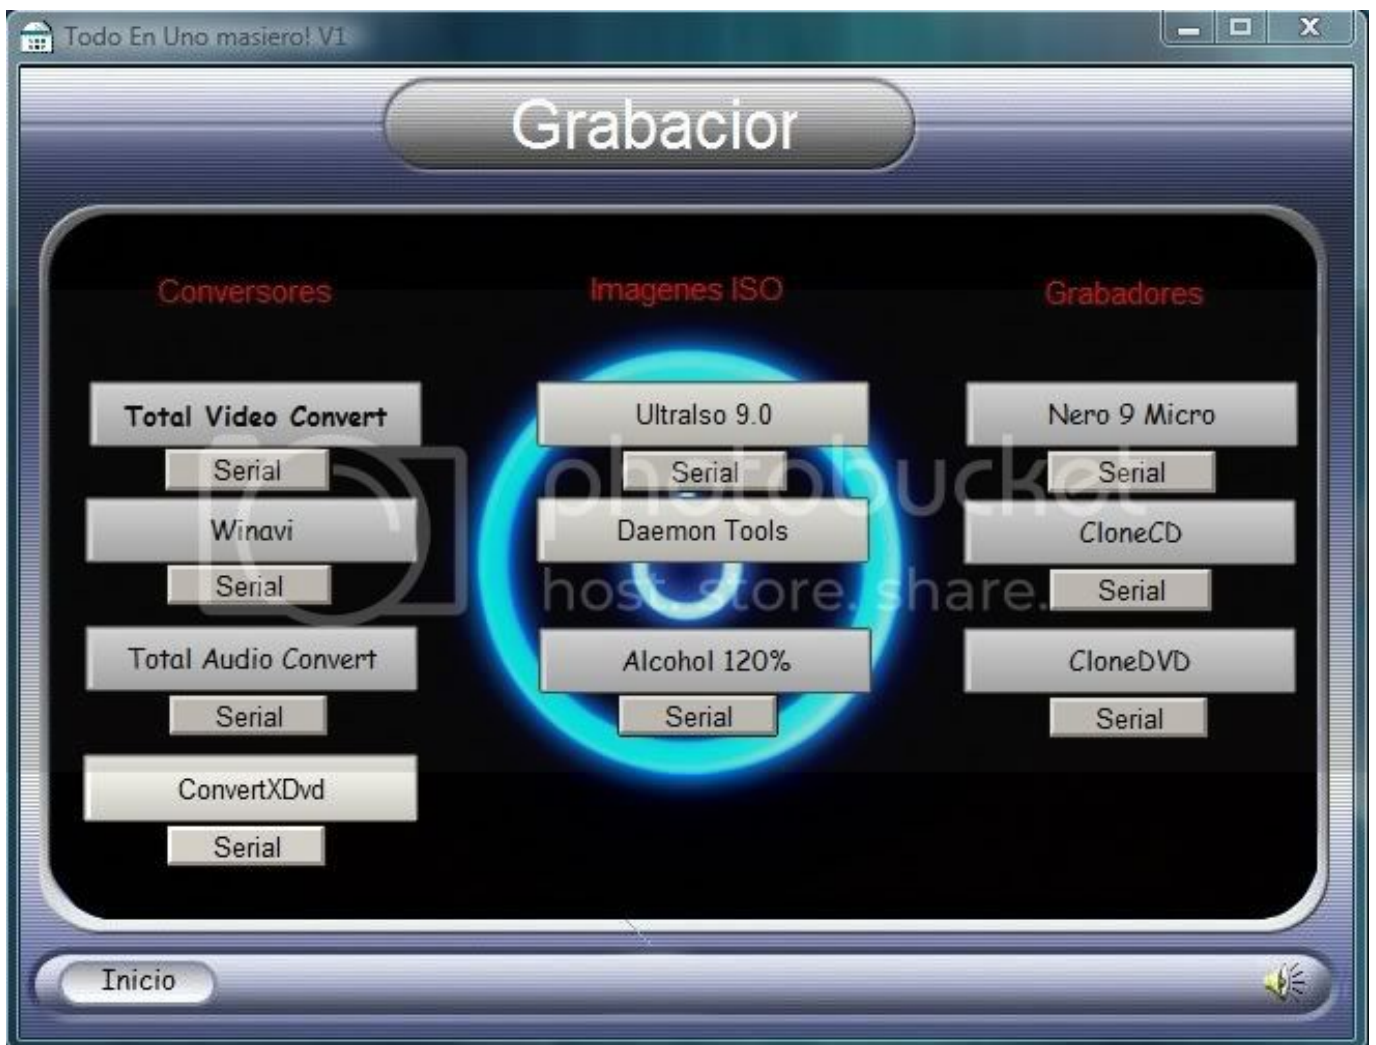 Todo En Uno masiero! V1
Grabacior
Conversores
Imagenes ISO
Grabadores
Total Video Convert
UltraIso 9.0
Nero 9 Micro
Serial
Serial
Serial
Winavi
Daemon Tools
CloneCD
Serial
Serial
Total Audio Convert
Alcohol 120%
CloneDVD
Serial
Serial
Serial
ConvertXDvd
Serial
photobucket
host. store. share.
Inicio